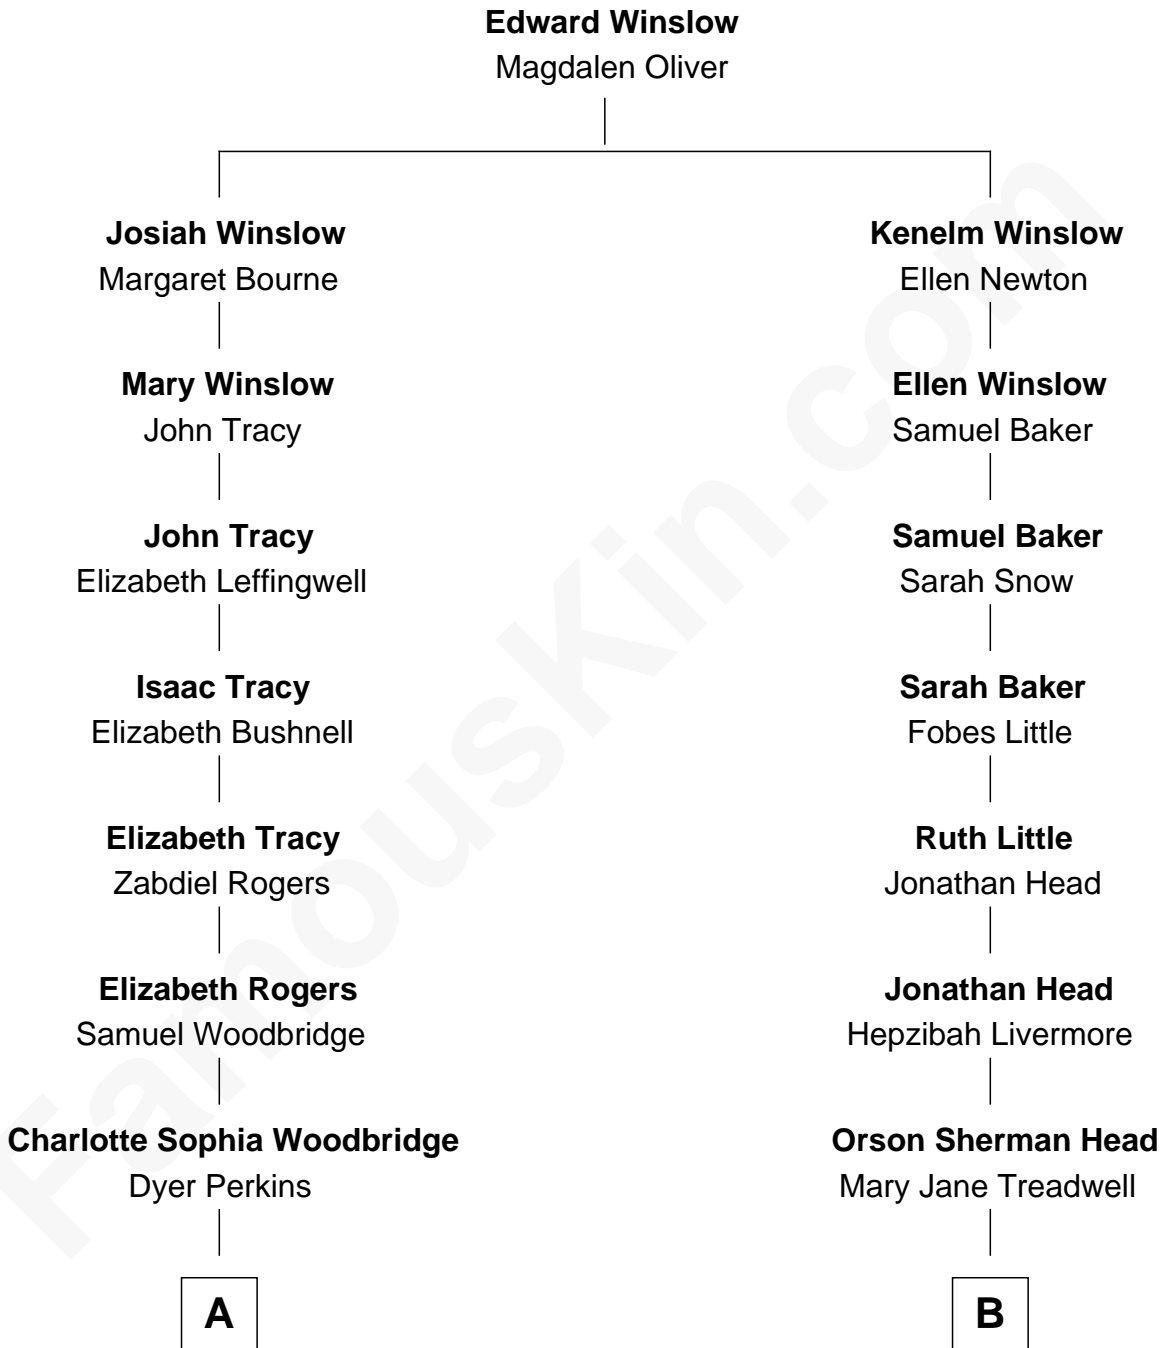 Edward Winslow
Magdalen Oliver
Josiah Winslow
Margaret Bourne
Kenelm Winslow
Ellen Newton
Mary Winslow
John Tracy
Ellen Winslow
Samuel Baker
John Tracy
Elizabeth Leffingwell
Samuel Baker
Sarah Snow
Isaac Tracy
Elizabeth Bushnell
Sarah Baker
Fobes Little
Elizabeth Tracy
Zabdiel Rogers
Ruth Little
Jonathan Head
Elizabeth Rogers
Samuel Woodbridge
Jonathan Head
Hepzibah Livermore
Charlotte Sophia Woodbridge
Dyer Perkins
Orson Sherman Head
Mary Jane Treadwell
A
B
FamousKin.com